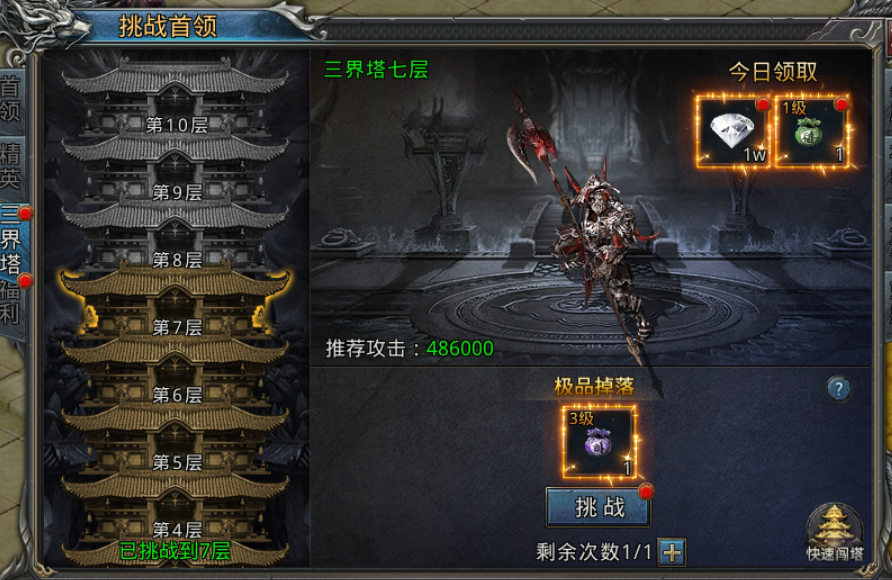 挑战首领
首领
精英
三界塔
福利
第10层
第9层
第8层
第7层
第6层
第5层
第4层
已挑战到7层
三界塔七层
今日领取
1w
1级
1
推荐攻击：486000
极品掉落
?
3级
1
挑战
剩余次数1/1
快速闯塔